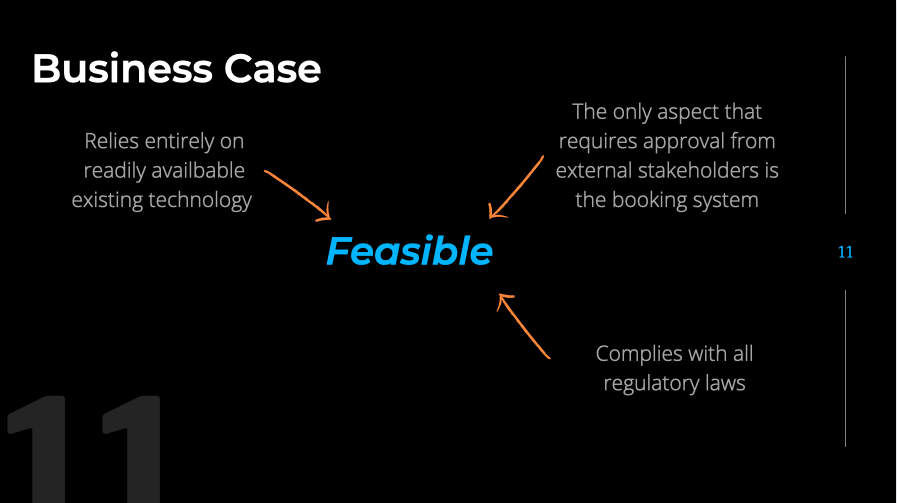 Business Case
Relies entirely on
readily availbable
existing technology
The only aspect that
requires approval from
external stakeholders is
the booking system
Feasible
11
Complies with all
regulatory laws
11